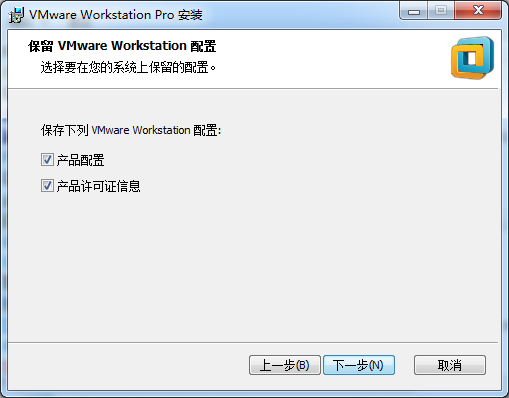 VMware Workstation Pro 安装
保留 VMware Workstation 配置
选择要在您的系统上保留的配置。
保存下列 VMware Workstation 配置:
产品配置
产品许可证信息
上一步(B) 下一步(N) 取消